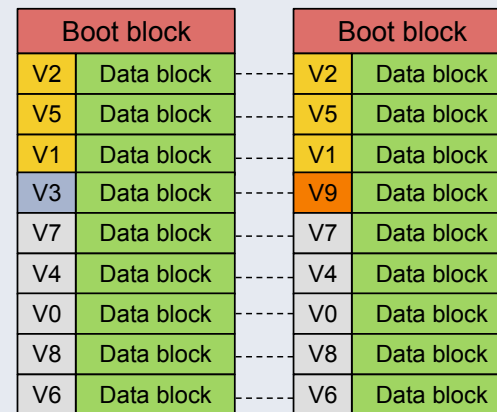 Boot block Boot block
V2 Data block V2 Data block
V5 Data block V5 Data block
V1 Data block V1 Data block
V3 Data block V9 Data block
V7 Data block V7 Data block
V4 Data block V4 Data block
V0 Data block V0 Data block
V8 Data block V8 Data block
V6 Data block V6 Data block